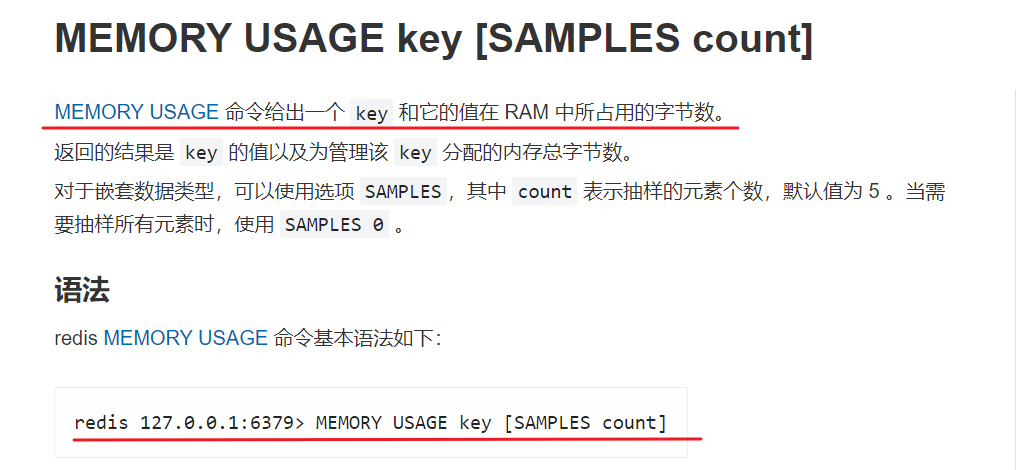 MEMORY USAGE key [SAMPLES count]
MEMORY USAGE 命令给出一个 key 和它的值在 RAM 中所占用的字节数。
返回的结果是 key 的值以及为管理该 key 分配的内存总字节数。
对于嵌套数据类型，可以使用选项 SAMPLES，其中 count 表示抽样的元素个数，默认值为 5 。当需
要抽样所有元素时，使用 SAMPLES 0 。
语法
redis MEMORY USAGE 命令基本语法如下：
redis 127.0.0.1:6379> MEMORY USAGE key [SAMPLES count]